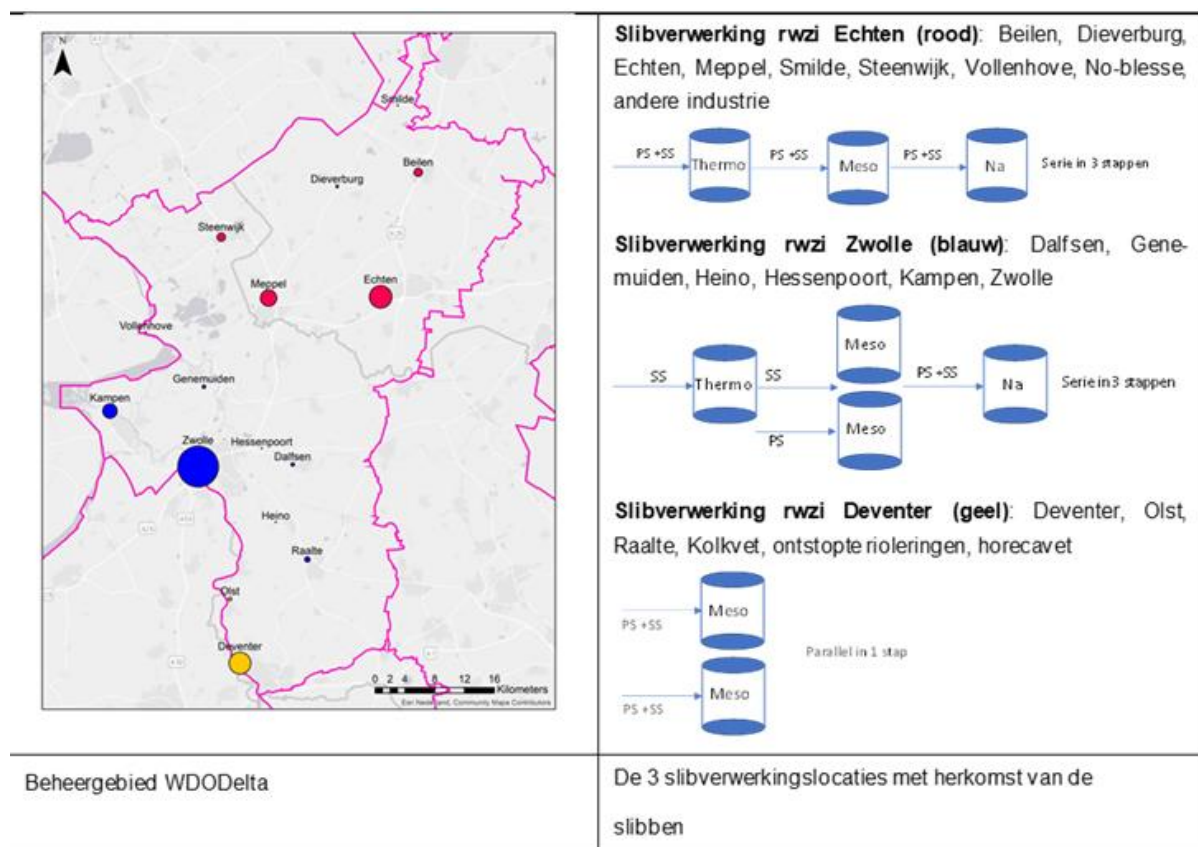 N
Smilde
Beilen
Dieverburg
Steenwijk
Meppel
Echten
Vollenhove
Genemuiden
Kampen
Zwolle
Hessenpoort
Dalfsen
Heino
Raalte
Olst
Deventer
0 2 4 8 12 16
Kilometers
Esri Nederland, Community Maps Contributors
Slibverwerking rwzi Echten (rood): Beilen, Dieverburg,
Echten, Meppel, Smilde, Steenwijk, Vollenhove, No-blesse,
andere industrie
PS +SS Thermo PS +SS Meso PS +SS Na Serie in 3 stappen
Slibverwerking rwzi Zwolle (blauw): Dalfsen, Gene-
muiden, Heino, Hessenpoort, Kampen, Zwolle
Meso
SS Thermo SS PS +SS Na Serie in 3 stappen
PS Meso
Slibverwerking rwzi Deventer (geel): Deventer, Olst,
Raalte, Kolkvet, ontstopte rioleringen, horecavet
Meso
PS +SS
Parallel in 1 stap
Meso
PS +SS
Beheergebied WDODelta
De 3 slibverwerkingslocaties met herkomst van de
slibben